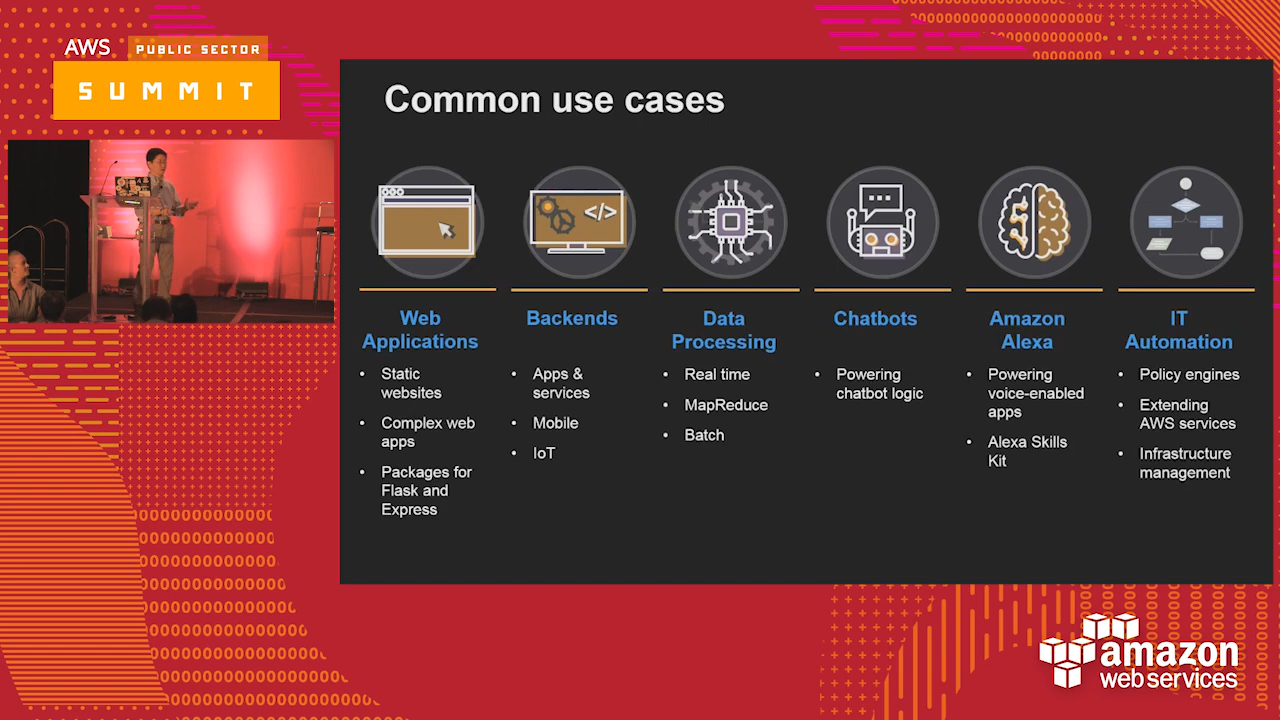 AWS PUBLIC SECTOR
SUMMIT
Common use cases
Web
Applications
• Static
websites
• Complex web
apps
• Packages for
Flask and
Express
Backends
• Apps &
services
• Mobile
• IoT
Data
Processing
• Real time
• MapReduce
• Batch
Chatbots
• Powering
chatbot logic
Amazon
Alexa
• Powering
voice-enabled
apps
• Alexa Skills
Kit
IT
Automation
• Policy engines
• Extending
AWS services
• Infrastructure
management
amazon
web services